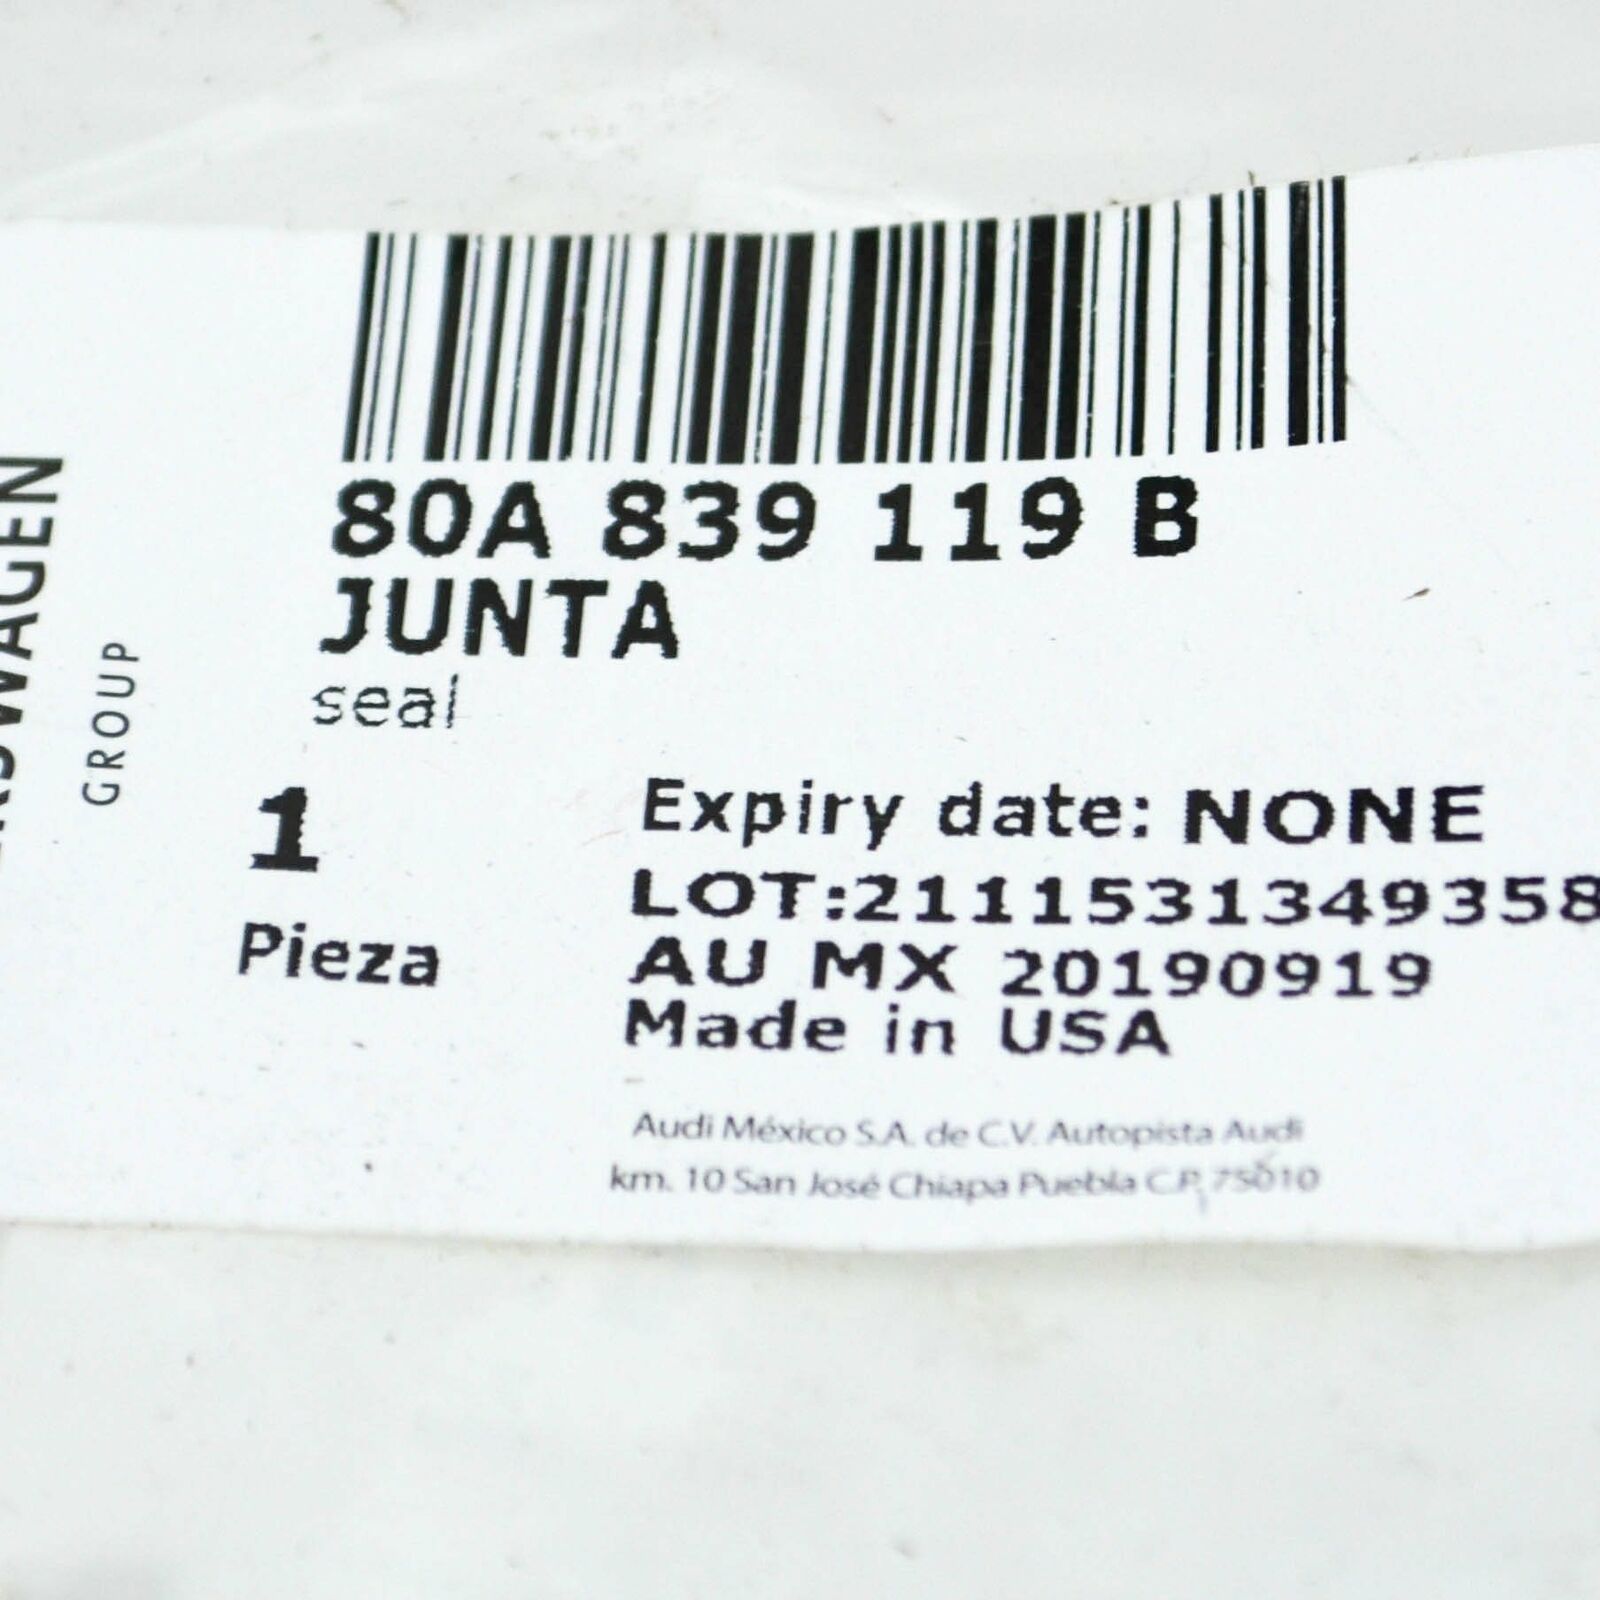 80A 839 119 B
JUNTA
seal
1
Pieza
Expiry date: NONE
LOT:2111531349358
AU MX 20190919
Made in USA
Audi México S.A. de C.V. Autopista Audi
km. 10 San José Chiapa Puebla C.P. 75010
GROUP